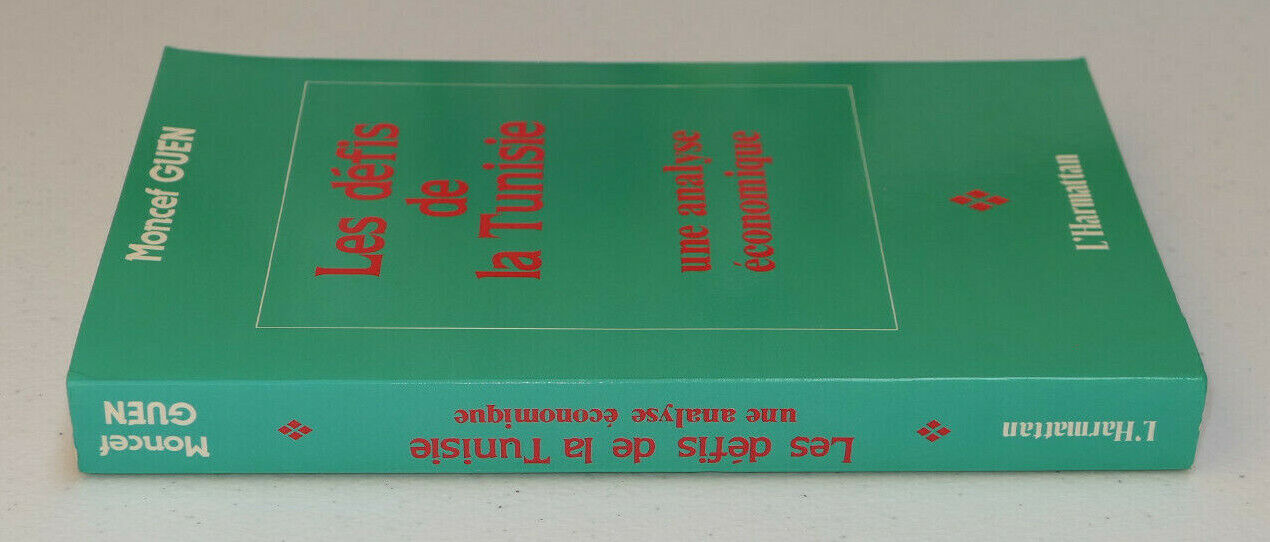 Moncef GUEN
Les défis
de
la Tunisie
une analyse
économique
L'Harmattan
Moncef
GUEN
Les défis de la Tunisie
une analyse économique
L'Harmattan